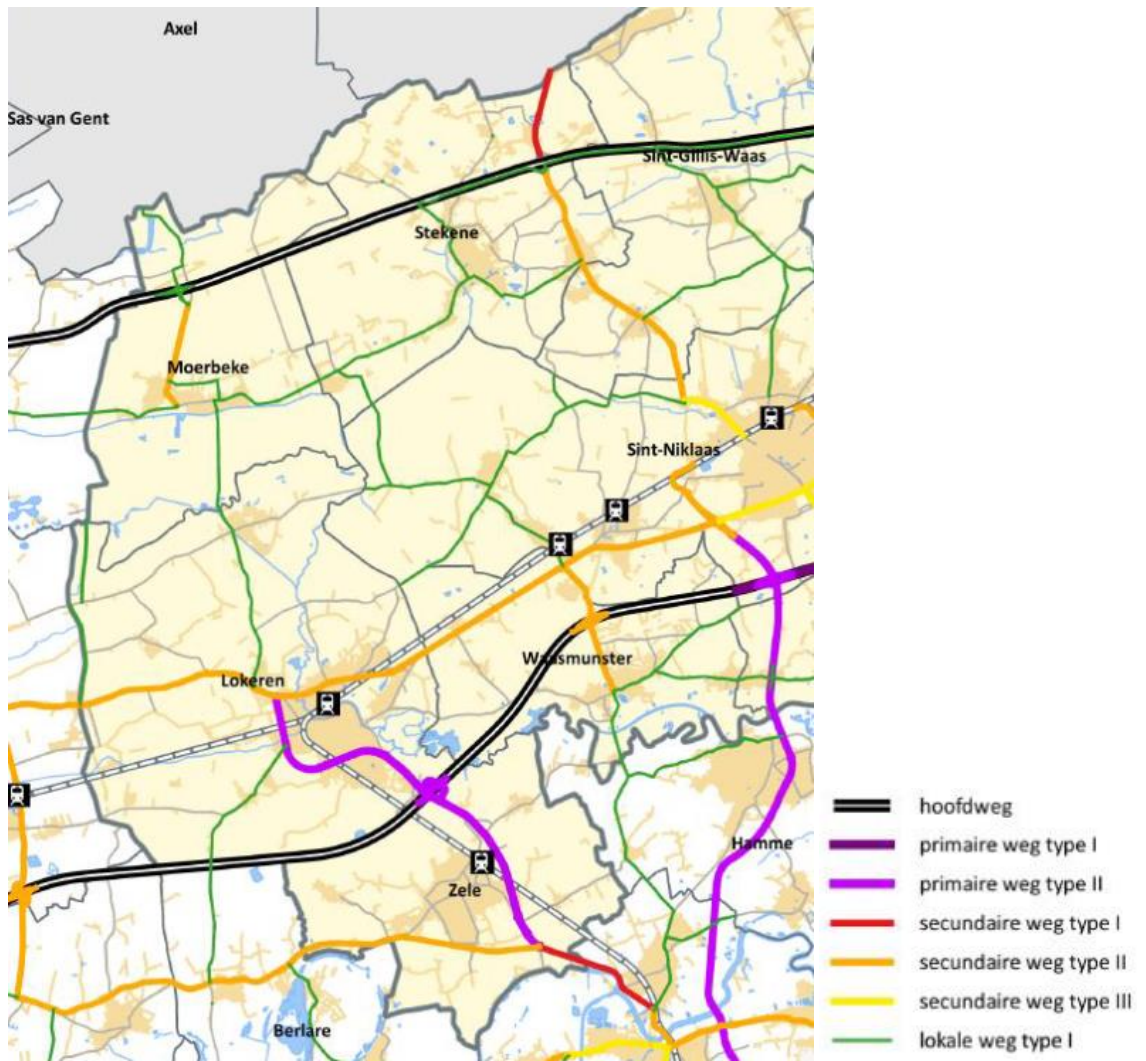 Axel
Sas van Gent
Sint-Gillis-Waas
Stekene
Moerbeke
Sint-Niklaas
Waasmunster
Lokeren
Hamme
Zele
Berlare
hoofdweg
primaire weg type I
primaire weg type II
secundaire weg type I
secundaire weg type II
secundaire weg type III
lokale weg type I